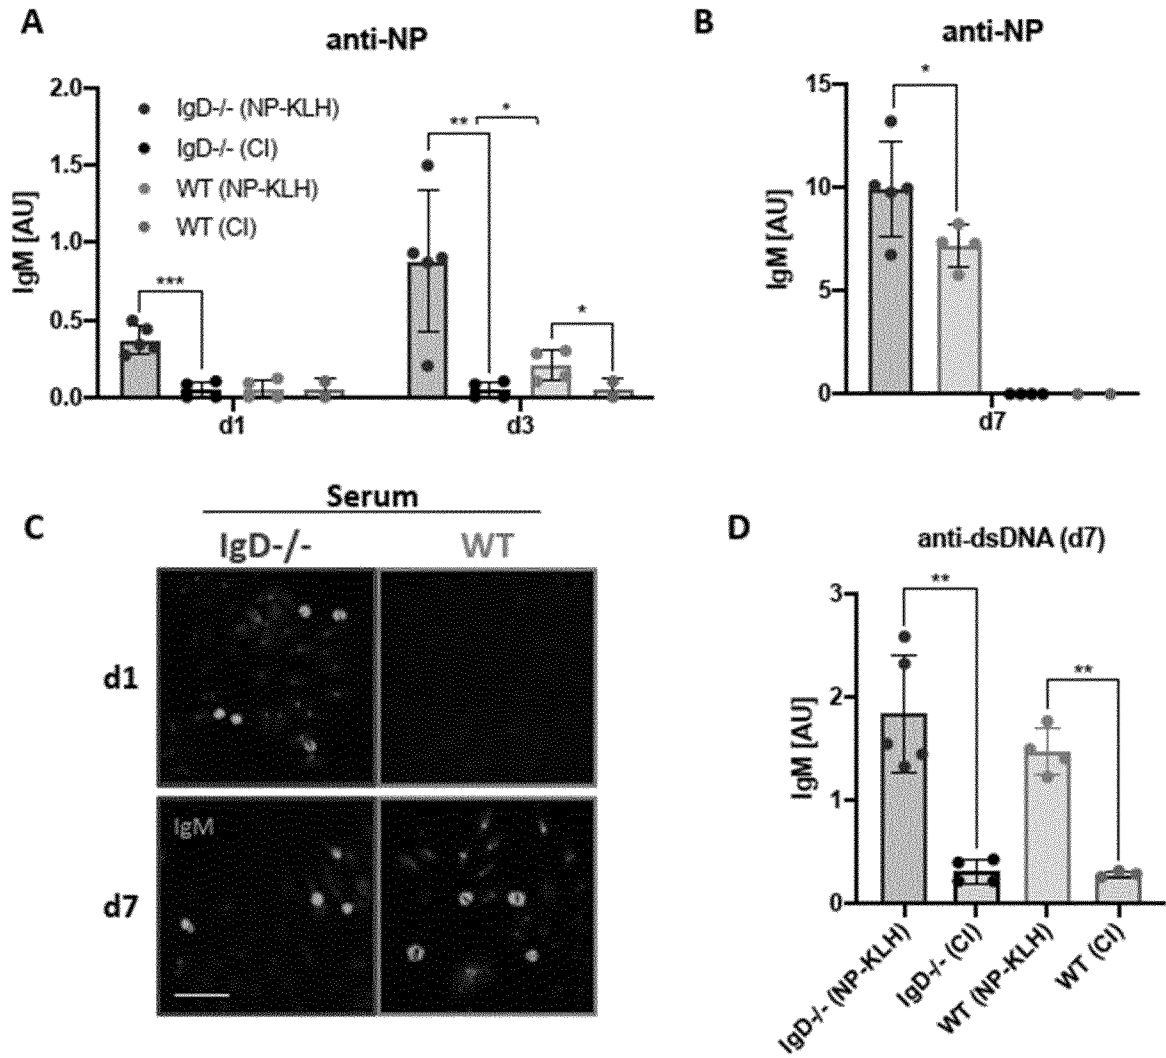 A
anti-NP
IgM [AU]
2.0
1.5
1.0
0.5
0.0
IgD-/- (NP-KLH)
IgD-/- (CI)
WT (NP-KLH)
WT (CI)
***
**
*
*
d1
d3
B
anti-NP
IgM [AU]
15
10
5
0
*
d7
C
Serum
IgD-/-
WT
d1
d7
IgM
D
anti-dsDNA (d7)
IgM [AU]
3
2
1
0
**
**
IgD-/- (NP-KLH)
IgD-/- (CI)
WT (NP-KLH)
WT (CI)